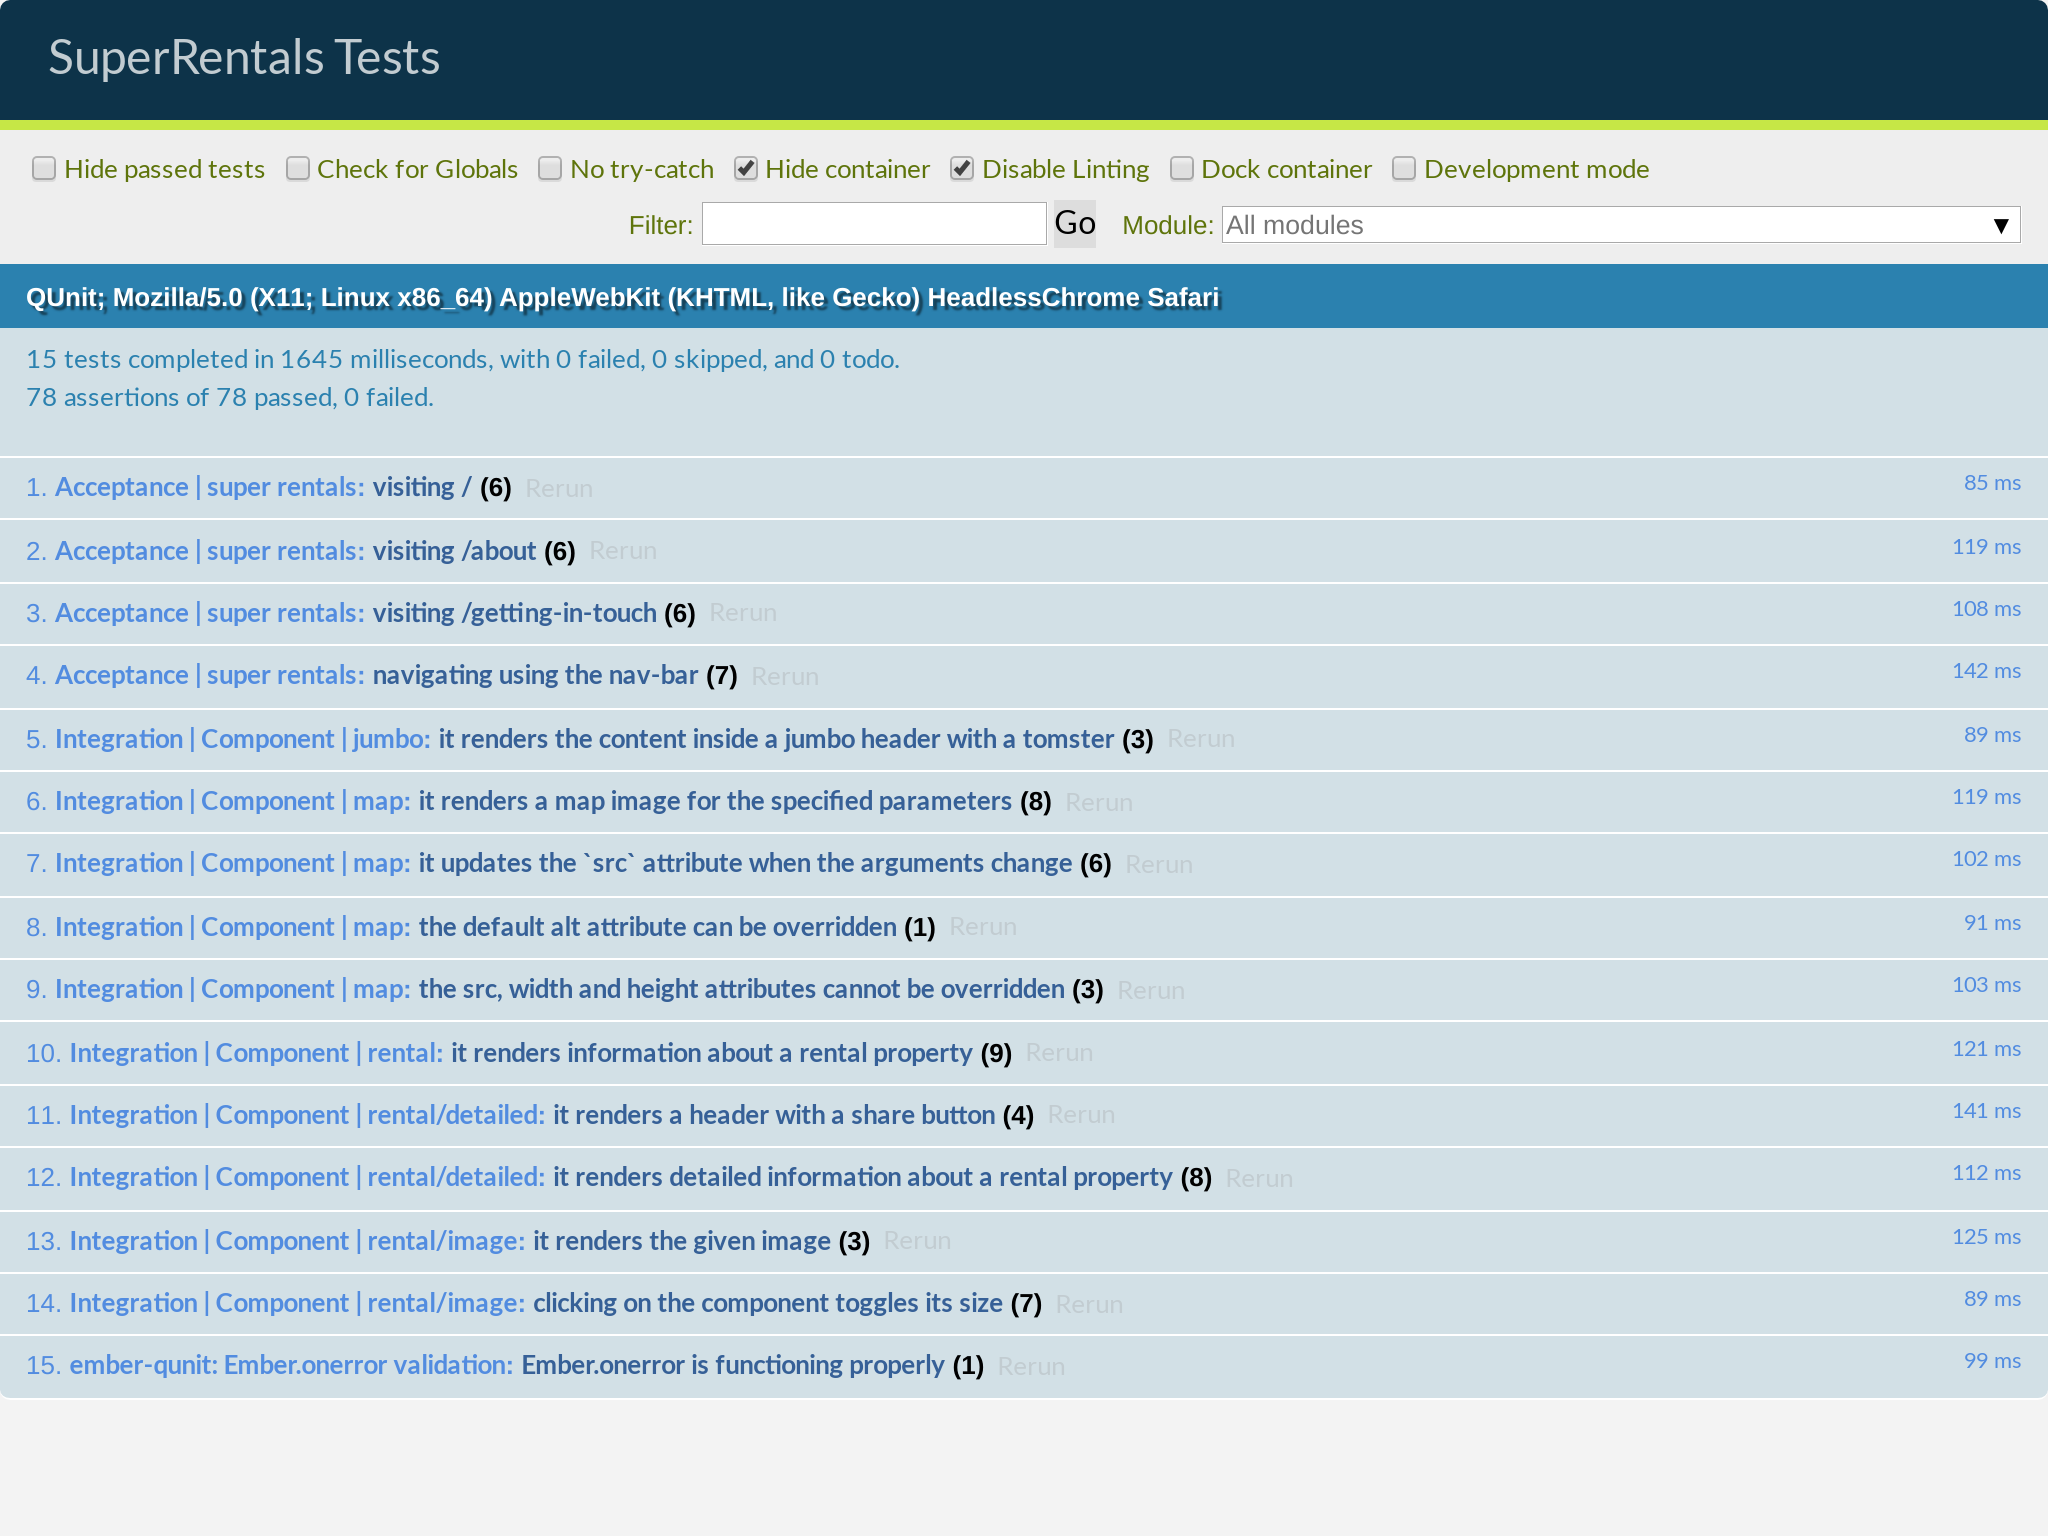 SuperRentals Tests
Hide passed tests Check for Globals No try-catch Hide container Disable Linting Dock container Development mode
Filter: Go Module: All modules ▼
QUnit; Mozilla/5.0 (X11; Linux x86_64) AppleWebKit (KHTML, like Gecko) HeadlessChrome Safari
15 tests completed in 1645 milliseconds, with 0 failed, 0 skipped, and 0 todo.
78 assertions of 78 passed, 0 failed.
1. Acceptance | super rentals: visiting / (6) Rerun 85 ms
2. Acceptance | super rentals: visiting /about (6) Rerun 119 ms
3. Acceptance | super rentals: visiting /getting-in-touch (6) Rerun 108 ms
4. Acceptance | super rentals: navigating using the nav-bar (7) Rerun 142 ms
5. Integration | Component | jumbo: it renders the content inside a jumbo header with a tomster (3) Rerun 89 ms
6. Integration | Component | map: it renders a map image for the specified parameters (8) Rerun 119 ms
7. Integration | Component | map: it updates the `src` attribute when the arguments change (6) Rerun 102 ms
8. Integration | Component | map: the default alt attribute can be overridden (1) Rerun 91 ms
9. Integration | Component | map: the src, width and height attributes cannot be overridden (3) Rerun 103 ms
10. Integration | Component | rental: it renders information about a rental property (9) Rerun 121 ms
11. Integration | Component | rental/detailed: it renders a header with a share button (4) Rerun 141 ms
12. Integration | Component | rental/detailed: it renders detailed information about a rental property (8) Rerun 112 ms
13. Integration | Component | rental/image: it renders the given image (3) Rerun 125 ms
14. Integration | Component | rental/image: clicking on the component toggles its size (7) Rerun 89 ms
15. ember-qunit: Ember.onerror validation: Ember.onerror is functioning properly (1) Rerun 99 ms